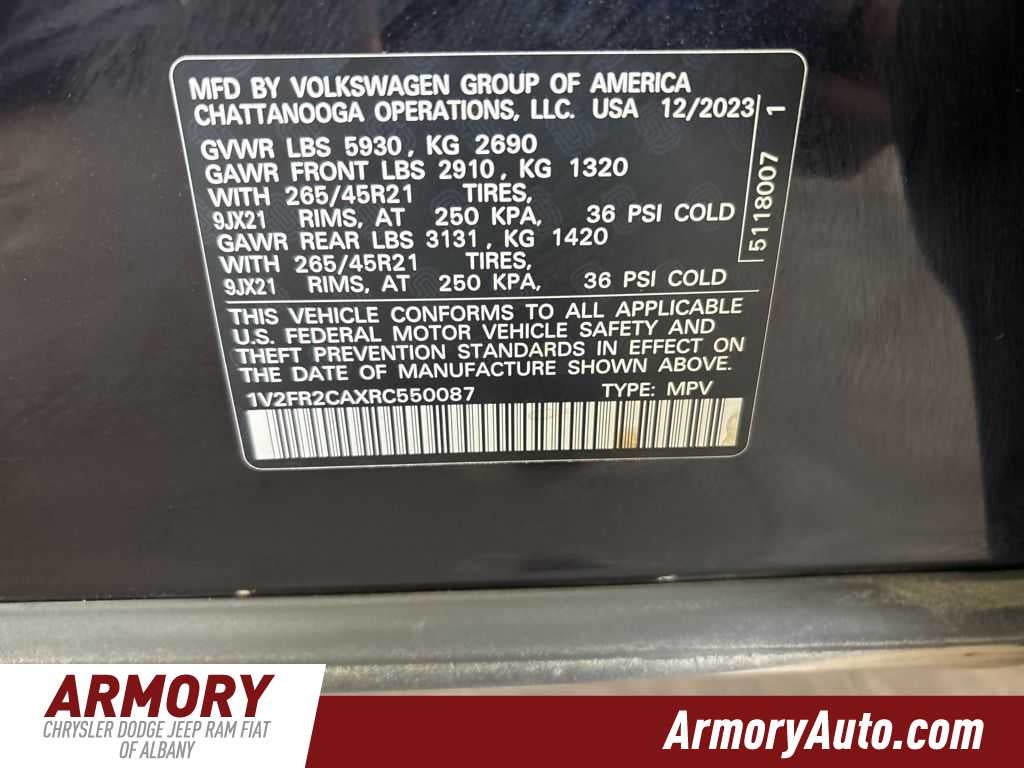 MFD BY VOLKSWAGEN GROUP OF AMERICA
CHATTANOOGA OPERATIONS, LLC. USA 12/2023
GVWR LBS 5930, KG 2690
GAWR FRONT LBS 2910, KG 1320
WITH 265/45R21 TIRES,
9JX21 RIMS, AT 250 KPA, 36 PSI COLD
GAWR REAR LBS 3131, KG 1420
WITH 265/45R21 TIRES,
9JX21 RIMS, AT 250 KPA, 36 PSI COLD
5118007 1
THIS VEHICLE CONFORMS TO ALL APPLICABLE
U.S. FEDERAL MOTOR VEHICLE SAFETY AND
THEFT PREVENTION STANDARDS IN EFFECT ON
THE DATE OF MANUFACTURE SHOWN ABOVE.
1V2FR2CAXRC550087 TYPE: MPV
ARMORY
CHRYSLER DODGE JEEP RAM FIAT
OF ALBANY
ArmoryAuto.com